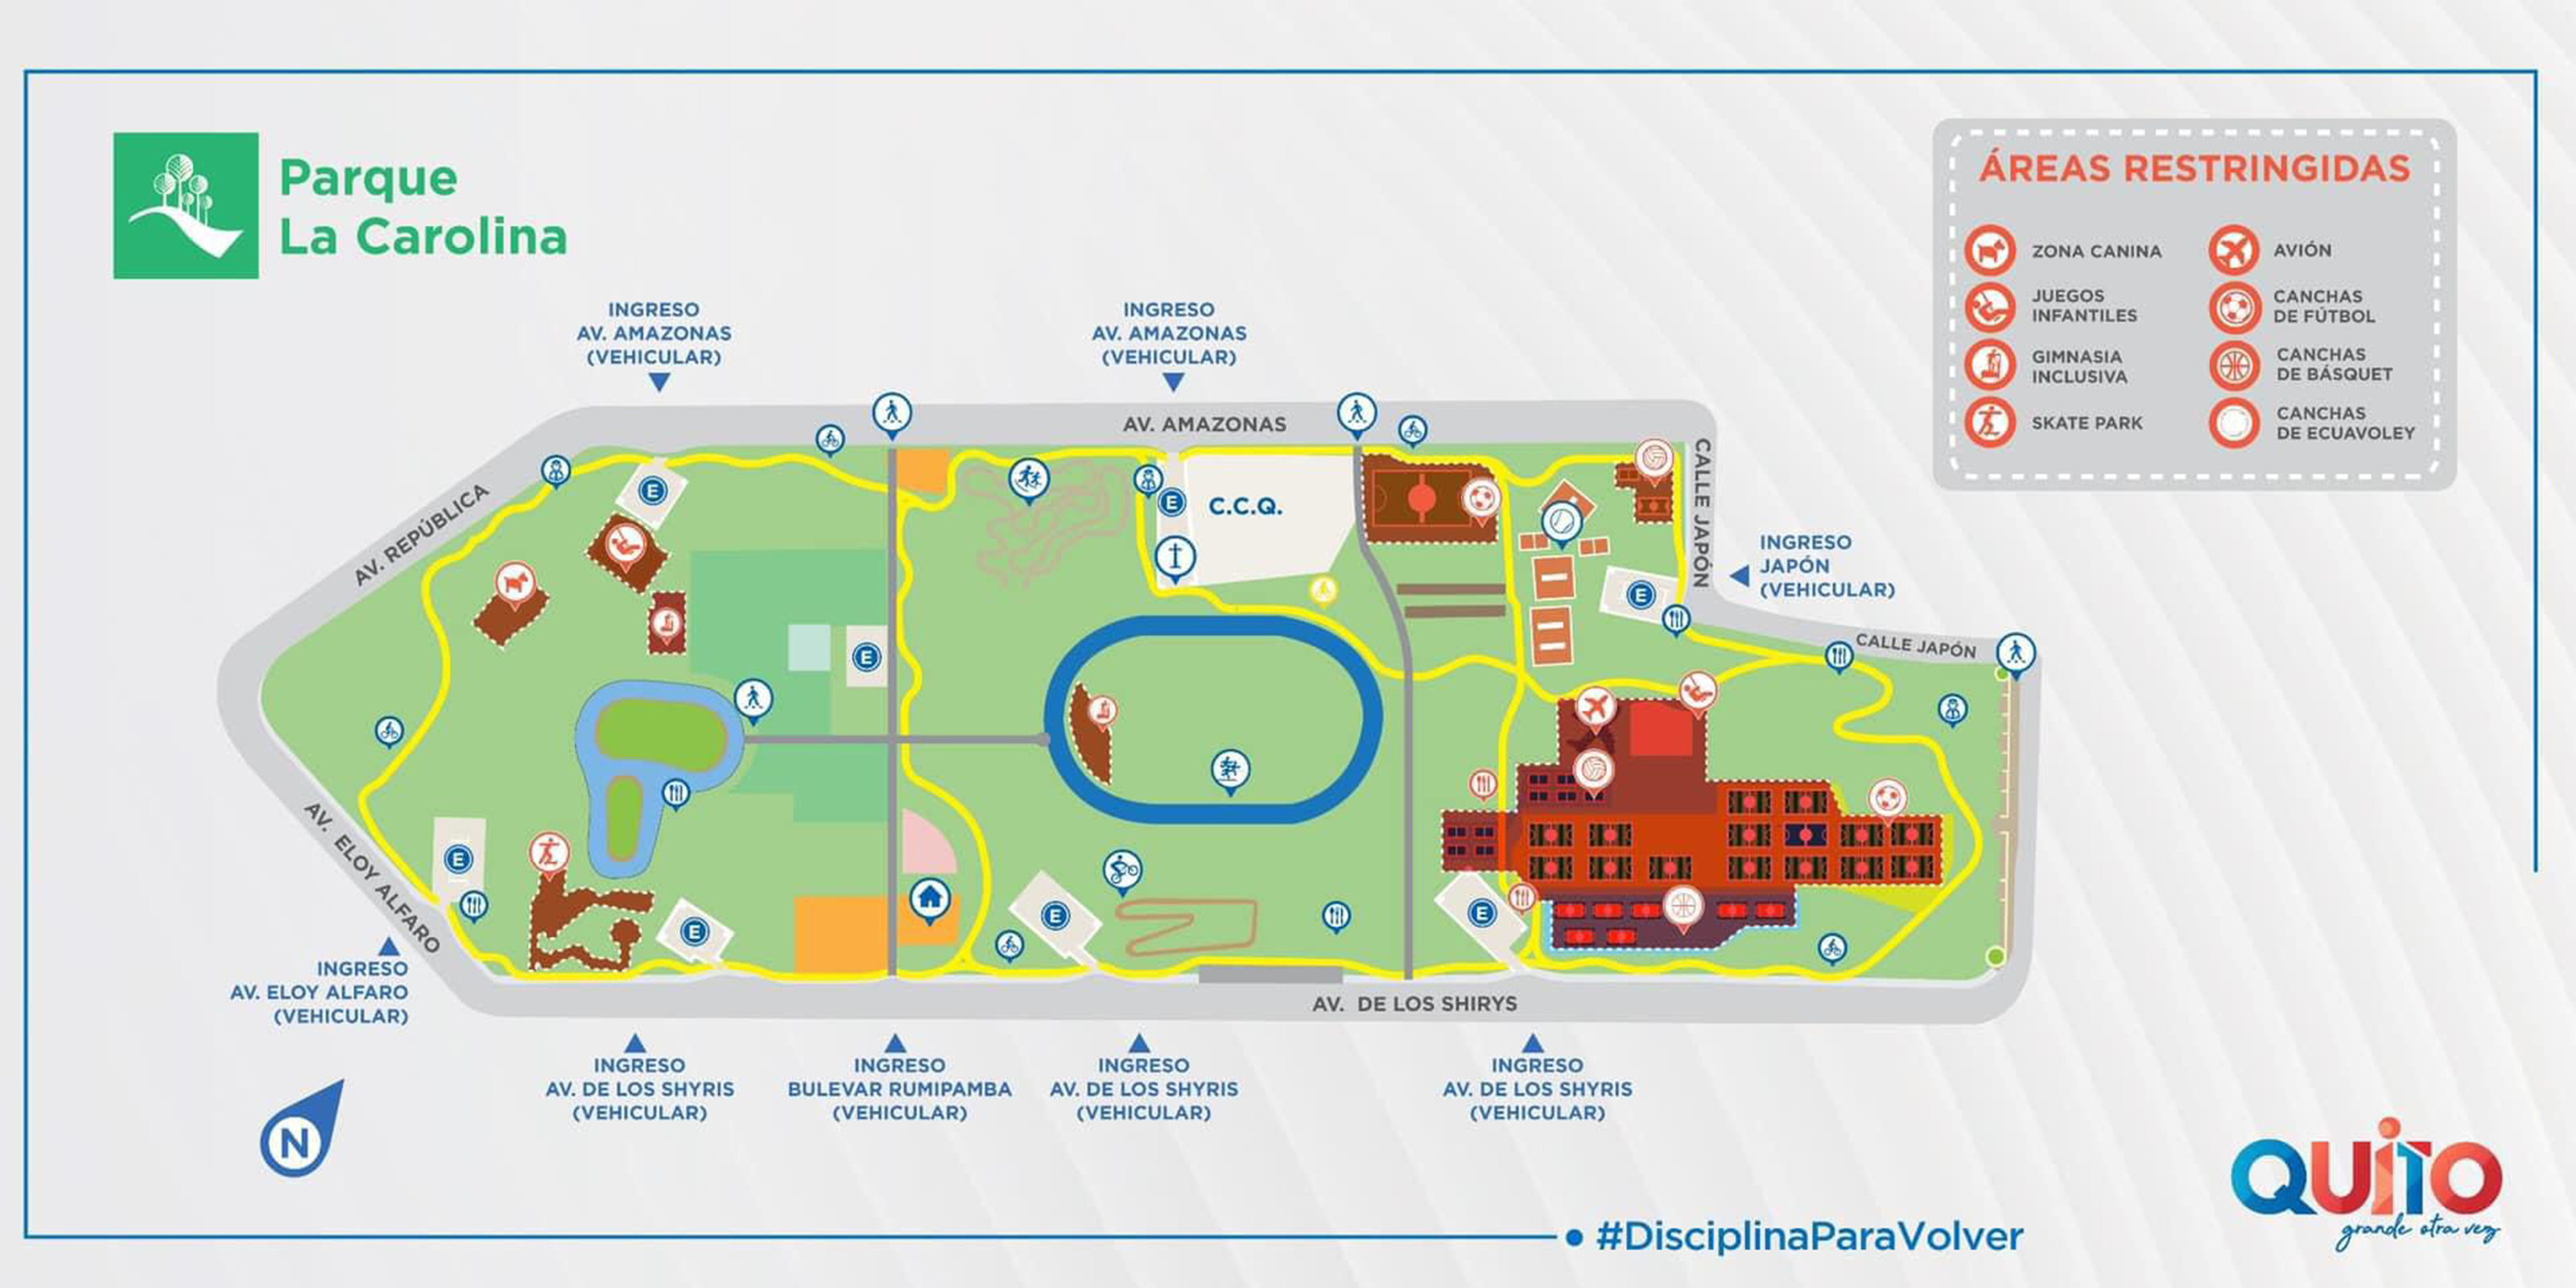 Parque
La Carolina
ÁREAS RESTRINGIDAS
ZONA CANINA
JUEGOS
INFANTILES
GIMNASIA
INCLUSIVA
SKATE PARK
AVIÓN
CANCHAS
DE FÚTBOL
CANCHAS
DE BÁSQUET
CANCHAS
DE ECUAVOLEY
INGRESO
AV. AMAZONAS
(VEHICULAR)
INGRESO
AV. AMAZONAS
(VEHICULAR)
AV. AMAZONAS
AV. REPÚBLICA
CALLE JAPÓN
INGRESO
JAPÓN
(VEHICULAR)
CALLE JAPÓN
E
E
C.C.Q.
E
E
E
E
E
E
AV. ELOY ALFARO
AV. DE LOS SHIRYS
INGRESO
AV. ELOY ALFARO
(VEHICULAR)
INGRESO
AV. DE LOS SHYRIS
(VEHICULAR)
INGRESO
BULEVAR RUMIPAMBA
(VEHICULAR)
INGRESO
AV. DE LOS SHYRIS
(VEHICULAR)
INGRESO
AV. DE LOS SHYRIS
(VEHICULAR)
N
#DisciplinaParaVolver
QUITO
grande otra vez